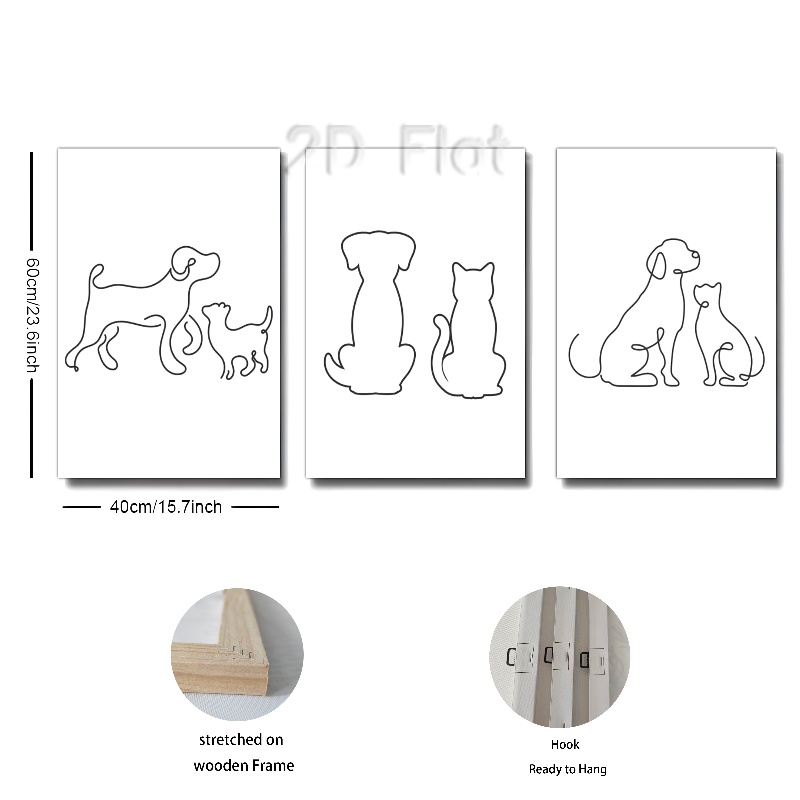 2D Flat
60cm/23.6inch
40cm/15.7inch
stretched on
wooden Frame
Hook
Ready to Hang